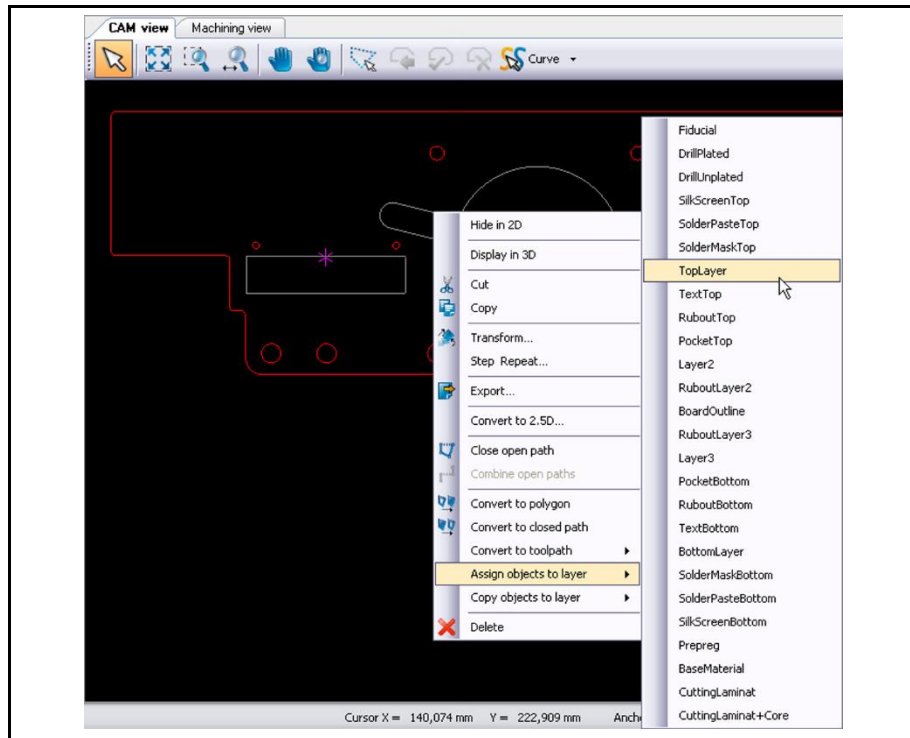 CAM view
Machining view
Curve
Hide in 2D
Display in 3D
Cut
Copy
Transform...
Step Repeat...
Export...
Convert to 2.5D...
Close open path
Combine open paths
Convert to polygon
Convert to closed path
Convert to toolpath
Assign objects to layer
Copy objects to layer
Delete
Fiducial
DrillPlated
DrillUnplated
SilkScreenTop
SolderPasteTop
SolderMaskTop
TopLayer
TextTop
RuboutTop
PocketTop
Layer2
RuboutLayer2
BoardOutline
RuboutLayer3
Layer3
PocketBottom
RuboutBottom
TextBottom
BottomLayer
SolderMaskBottom
SolderPasteBottom
SilkScreenBottom
Prepreg
BaseMaterial
CuttingLaminat
CuttingLaminat+Core
Cursor X = 140,074 mm Y = 222,909 mm Anch